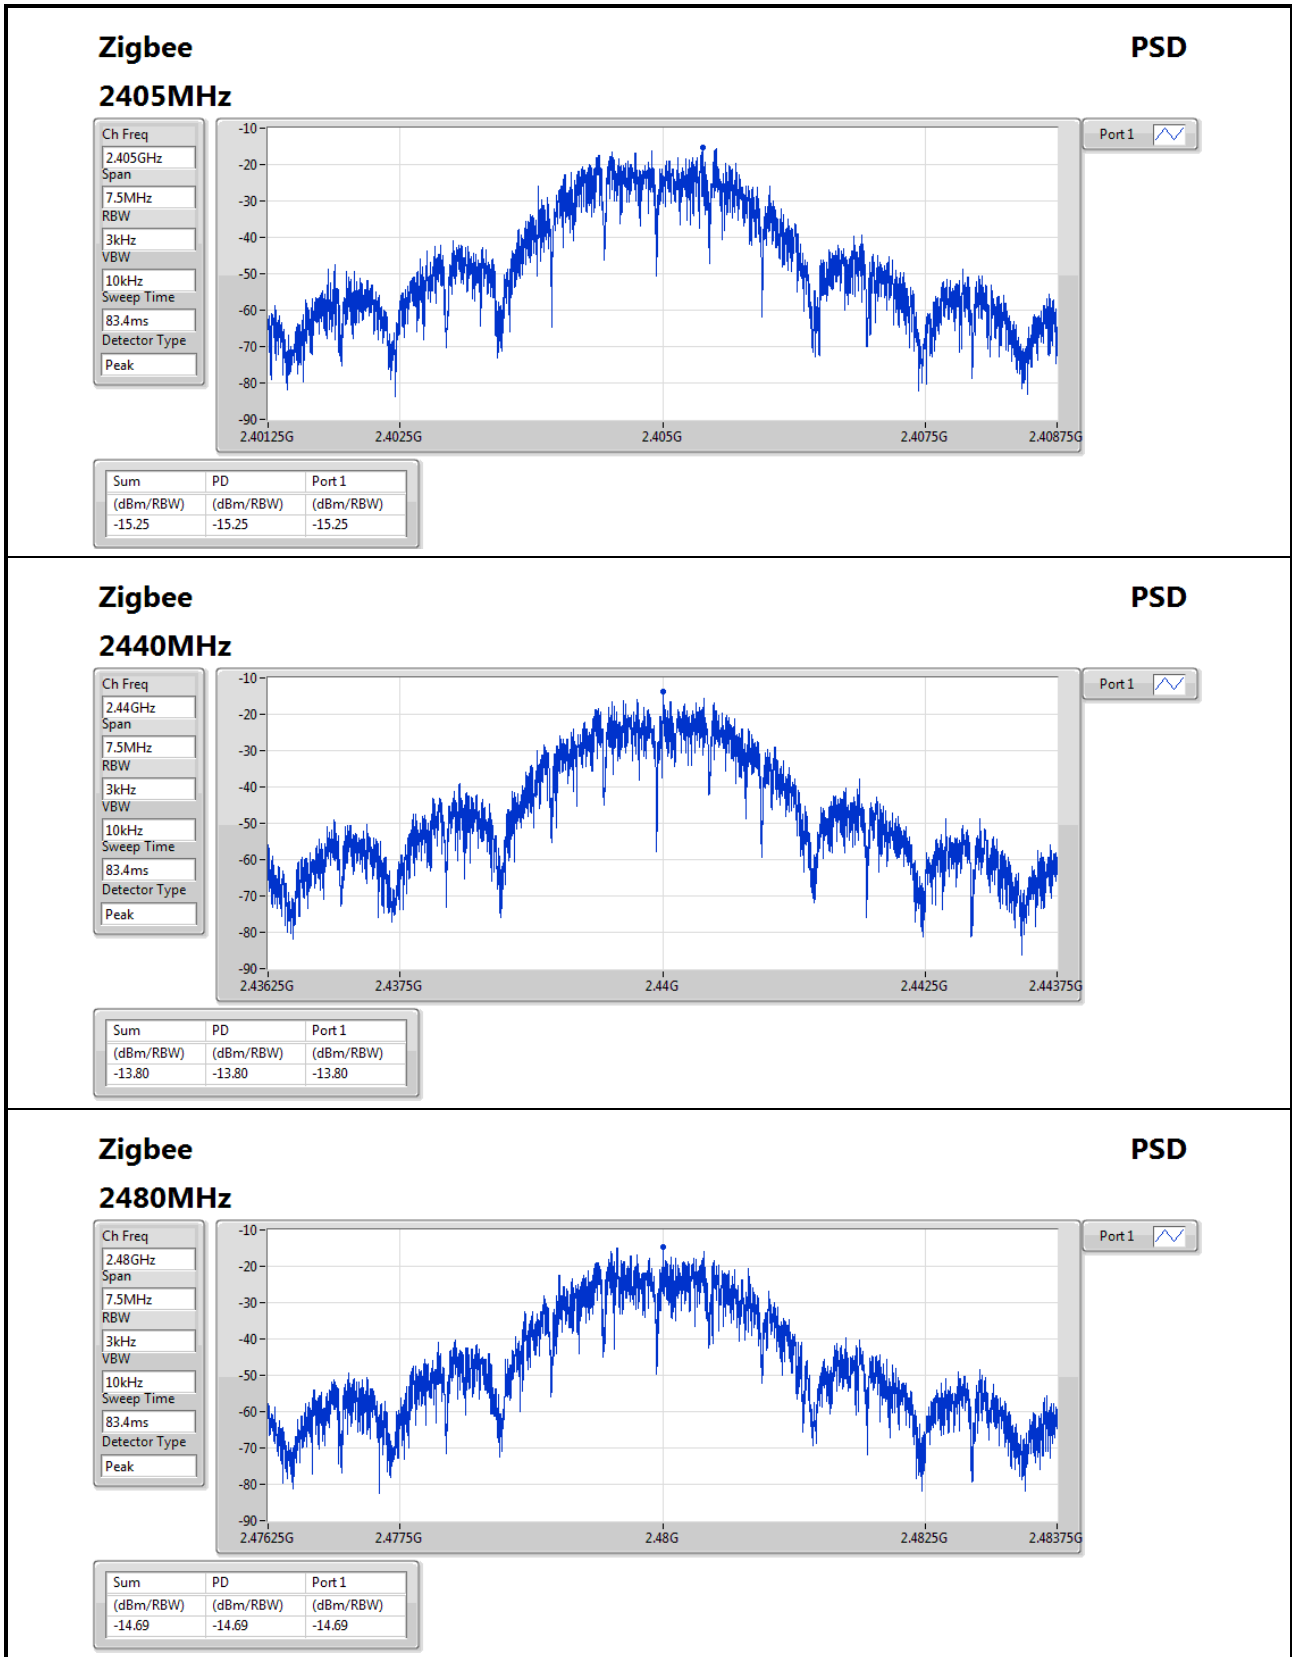 Zigbee PSD
2405MHz
Ch Freq
2.405GHz
Span
7.5MHz
RBW
3kHz
VBW
10kHz
Sweep Time
83.4ms
Detector Type
Peak
-10
-20
-30
-40
-50
-60
-70
-80
-90
2.40125G 2.4025G 2.405G 2.4075G 2.40875G
Port 1
Sum PD Port 1
(dBm/RBW) (dBm/RBW) (dBm/RBW)
-15.25 -15.25 -15.25
Zigbee PSD
2440MHz
Ch Freq
2.44GHz
Span
7.5MHz
RBW
3kHz
VBW
10kHz
Sweep Time
83.4ms
Detector Type
Peak
-10
-20
-30
-40
-50
-60
-70
-80
-90
2.43625G 2.4375G 2.44G 2.4425G 2.44375G
Port 1
Sum PD Port 1
(dBm/RBW) (dBm/RBW) (dBm/RBW)
-13.80 -13.80 -13.80
Zigbee PSD
2480MHz
Ch Freq
2.48GHz
Span
7.5MHz
RBW
3kHz
VBW
10kHz
Sweep Time
83.4ms
Detector Type
Peak
-10
-20
-30
-40
-50
-60
-70
-80
-90
2.47625G 2.4775G 2.48G 2.4825G 2.48375G
Port 1
Sum PD Port 1
(dBm/RBW) (dBm/RBW) (dBm/RBW)
-14.69 -14.69 -14.69